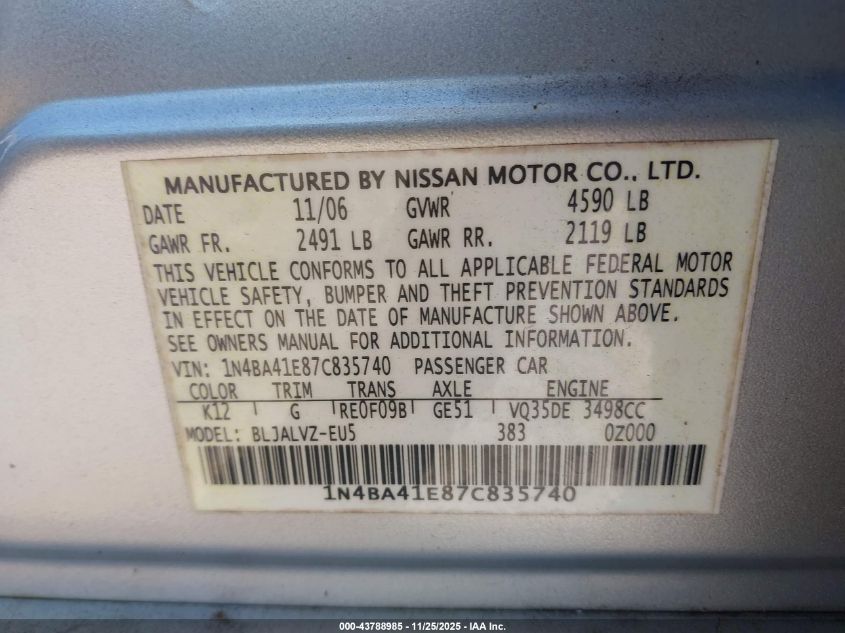 MANUFACTURED BY NISSAN MOTOR CO., LTD.
DATE 11/06 GVWR 4590 LB
GAWR FR. 2491 LB GAWR RR. 2119 LB
THIS VEHICLE CONFORMS TO ALL APPLICABLE FEDERAL MOTOR
VEHICLE SAFETY, BUMPER AND THEFT PREVENTION STANDARDS
IN EFFECT ON THE DATE OF MANUFACTURE SHOWN ABOVE.
SEE OWNERS MANUAL FOR ADDITIONAL INFORMATION.
VIN: 1N4BA41E87C835740 PASSENGER CAR
COLOR TRIM TRANS AXLE ENGINE
K12 G RE0F09B GE51 VQ35DE 3498CC
MODEL: BLJALVZ-EU5 383 0Z000
1N4BA41E87C835740
000-43788985 - 11/25/2025 - IAA Inc.